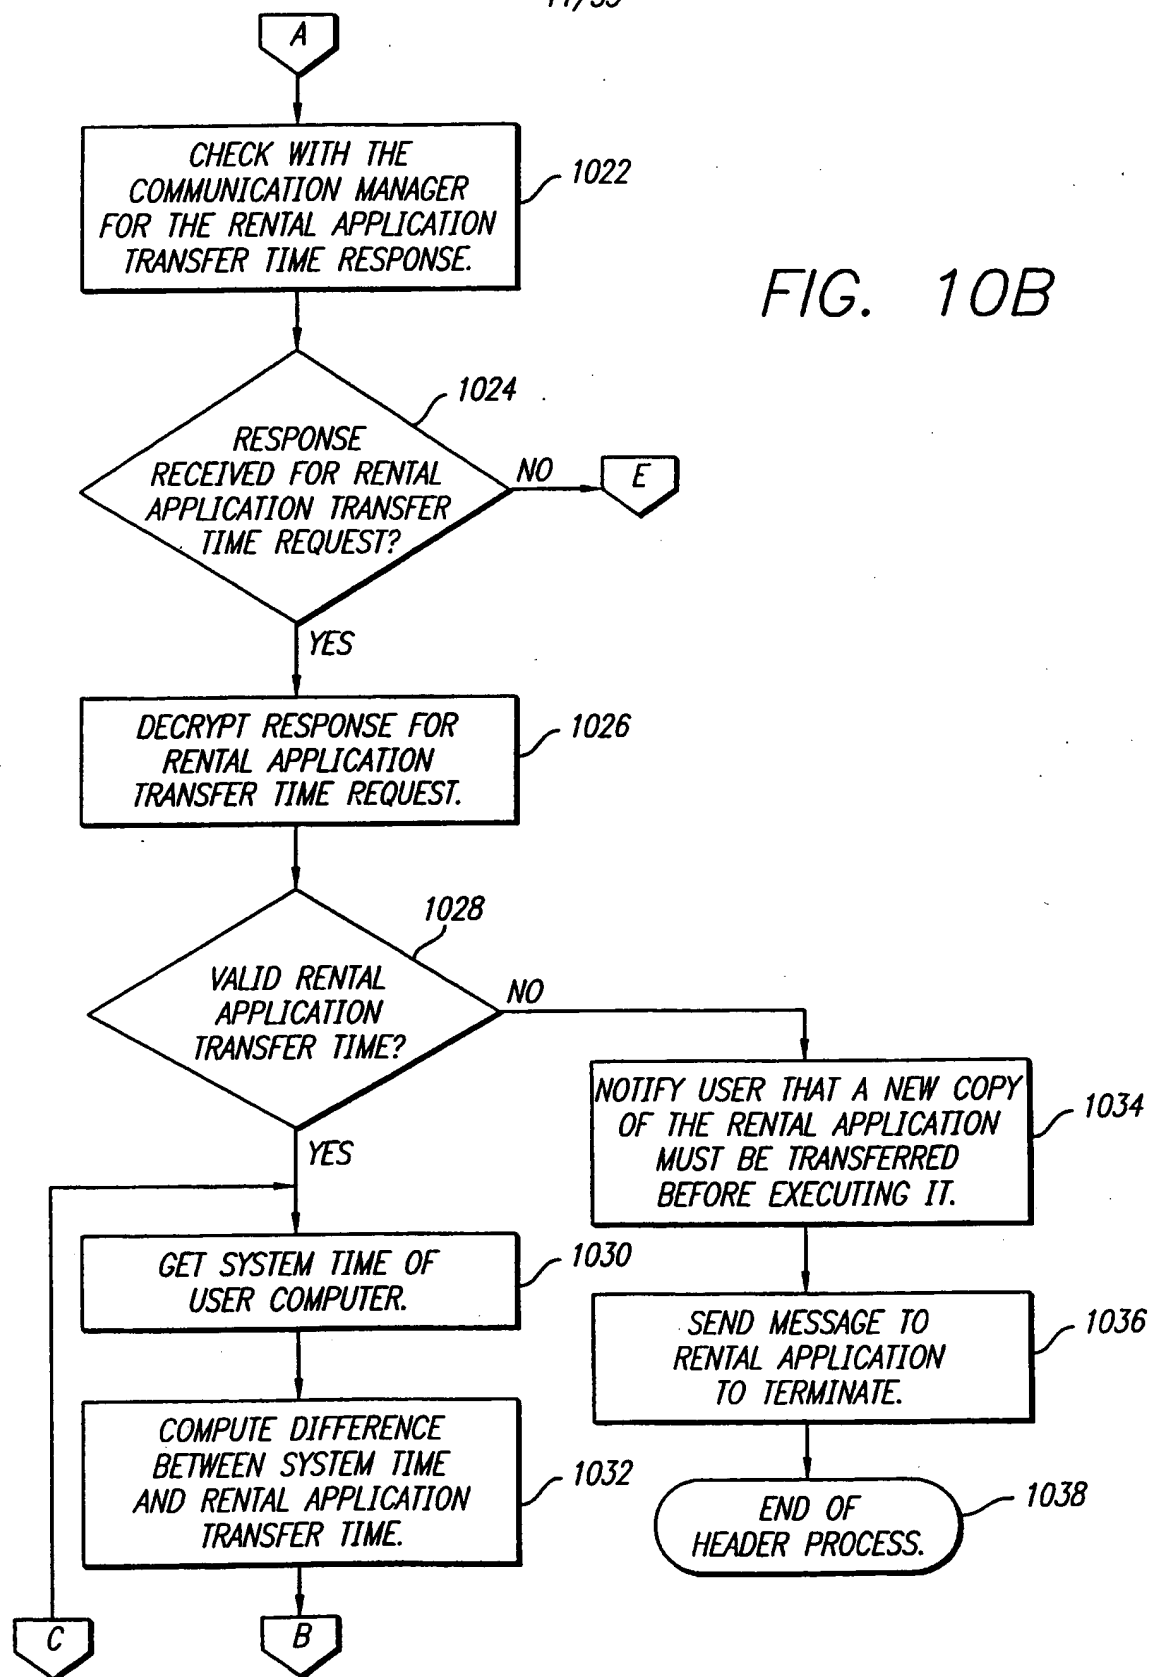 A
CHECK WITH THE
COMMUNICATION MANAGER
FOR THE RENTAL APPLICATION
TRANSFER TIME RESPONSE.
1022
FIG. 10B
1024
RESPONSE
RECEIVED FOR RENTAL
APPLICATION TRANSFER
TIME REQUEST?
NO
E
YES
DECRYPT RESPONSE FOR
RENTAL APPLICATION
TRANSFER TIME REQUEST.
1026
1028
VALID RENTAL
APPLICATION
TRANSFER TIME?
NO
YES
NOTIFY USER THAT A NEW COPY
OF THE RENTAL APPLICATION
MUST BE TRANSFERRED
BEFORE EXECUTING IT.
1034
GET SYSTEM TIME OF
USER COMPUTER.
1030
SEND MESSAGE TO
RENTAL APPLICATION
TO TERMINATE.
1036
COMPUTE DIFFERENCE
BETWEEN SYSTEM TIME
AND RENTAL APPLICATION
TRANSFER TIME.
1032
END OF
HEADER PROCESS.
1038
C
B